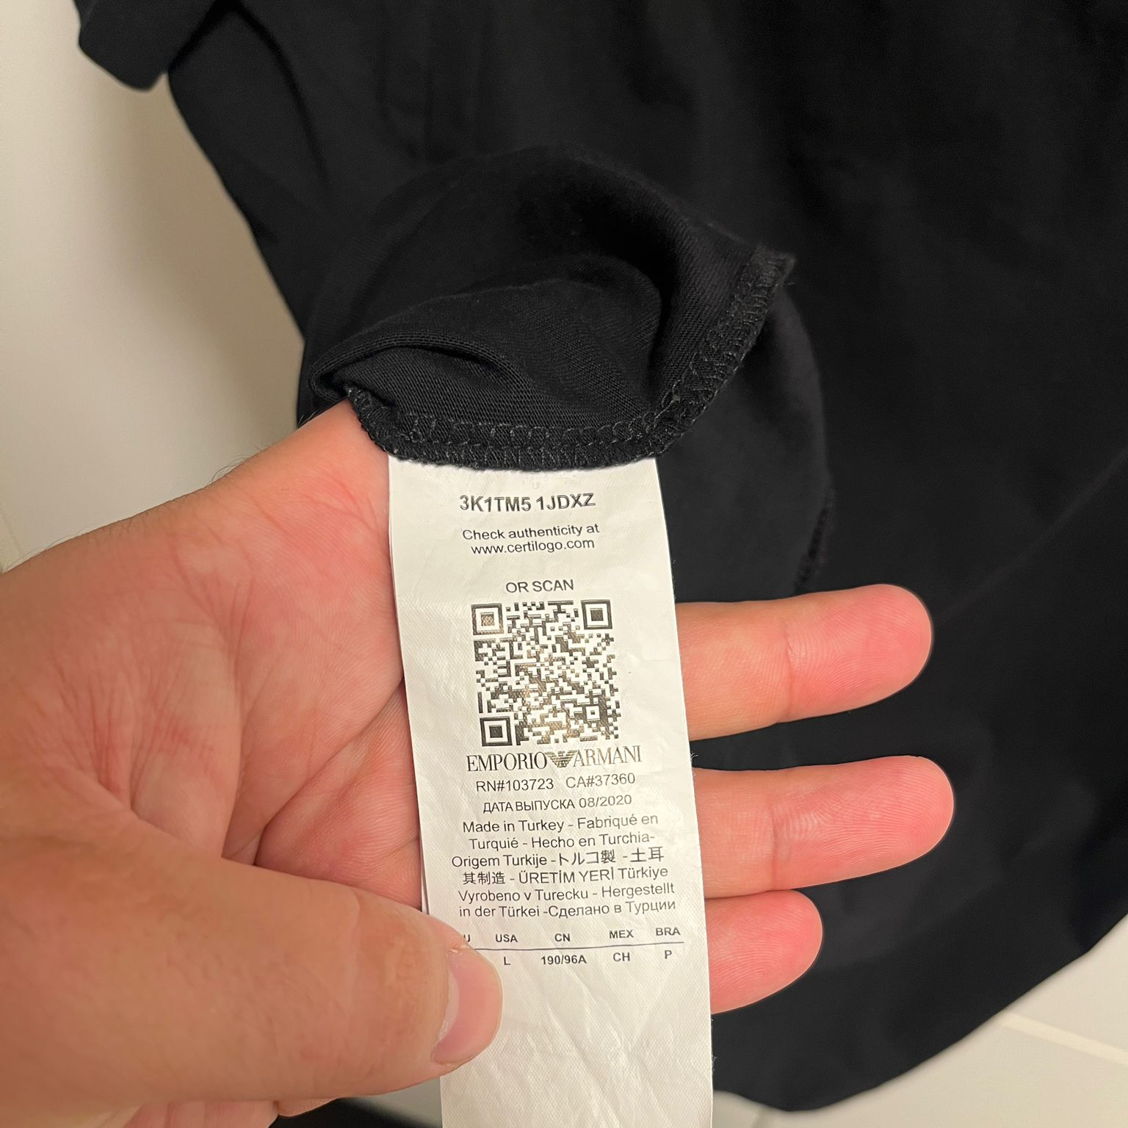 3K1TM5 1JDXZ
Check authenticity at
www.certilogo.com
OR SCAN
EMPORIO ARMANI
RN#103723 CA#37360
ДАТА ВЫПУСКА 08/2020
Made in Turkey - Fabriqué en
Turquié - Hecho en Turchia-
Origem Turkije -トルコ製 -土耳
其制造 - ÜRETİM YERİ Türkiye
Vyrobeno v Turecku - Hergestellt
in der Türkei -Сделано в Турции
USA CN MEX BRA
L 190/96A CH P